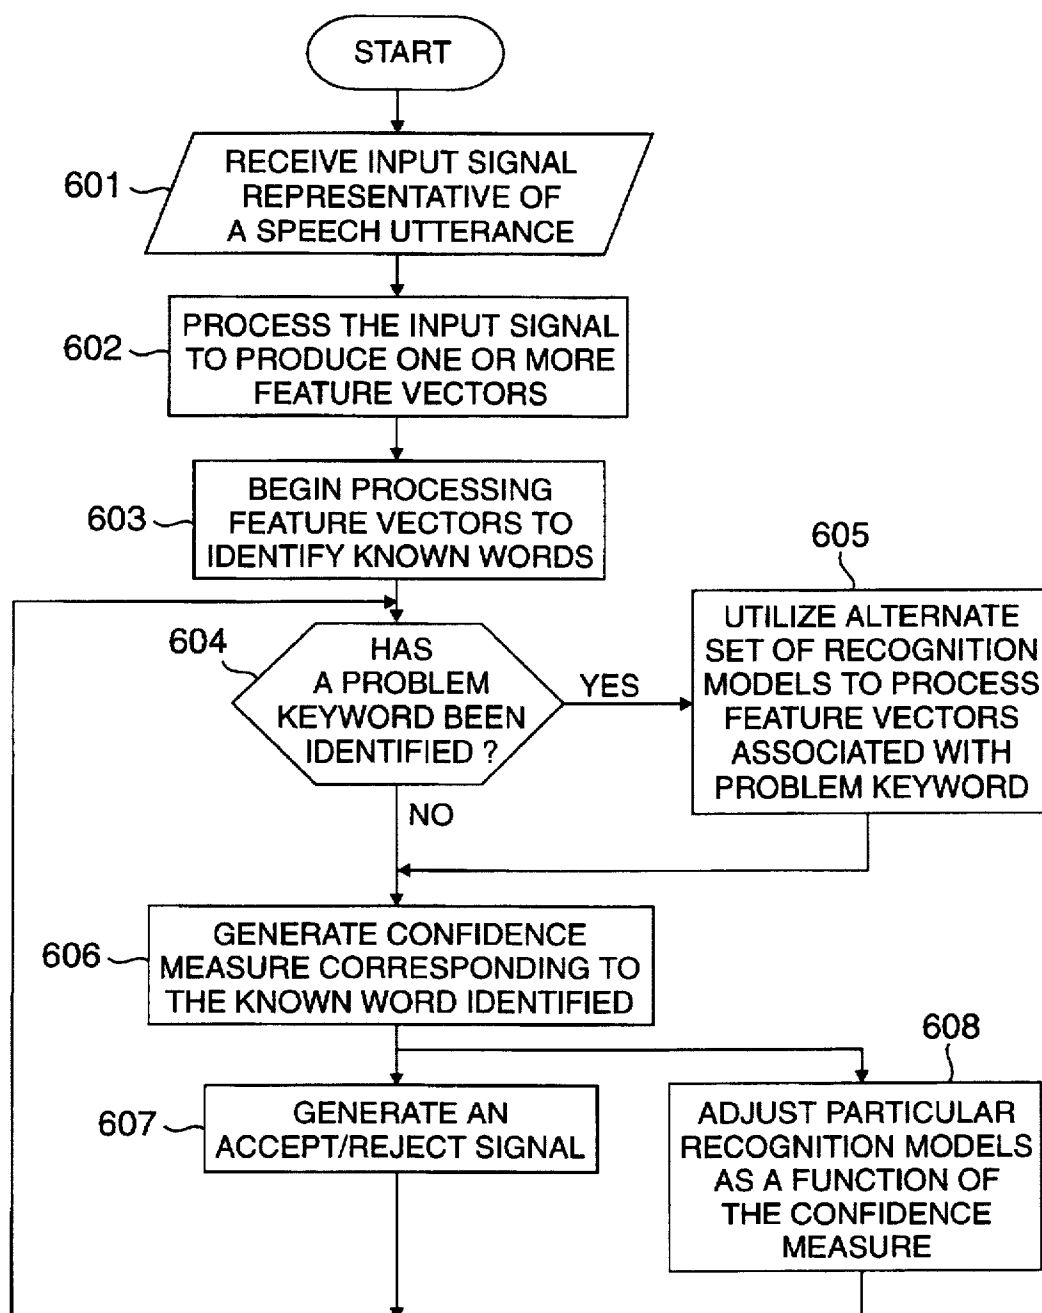 START
601
RECEIVE INPUT SIGNAL
REPRESENTATIVE OF
A SPEECH UTTERANCE
602
PROCESS THE INPUT SIGNAL
TO PRODUCE ONE OR MORE
FEATURE VECTORS
603
BEGIN PROCESSING
FEATURE VECTORS TO
IDENTIFY KNOWN WORDS
604
HAS
A PROBLEM
KEYWORD BEEN
IDENTIFIED ?
YES
NO
605
UTILIZE ALTERNATE
SET OF RECOGNITION
MODELS TO PROCESS
FEATURE VECTORS
ASSOCIATED WITH
PROBLEM KEYWORD
606
GENERATE CONFIDENCE
MEASURE CORRESPONDING TO
THE KNOWN WORD IDENTIFIED
607
GENERATE AN
ACCEPT/REJECT SIGNAL
608
ADJUST PARTICULAR
RECOGNITION MODELS
AS A FUNCTION OF
THE CONFIDENCE
MEASURE